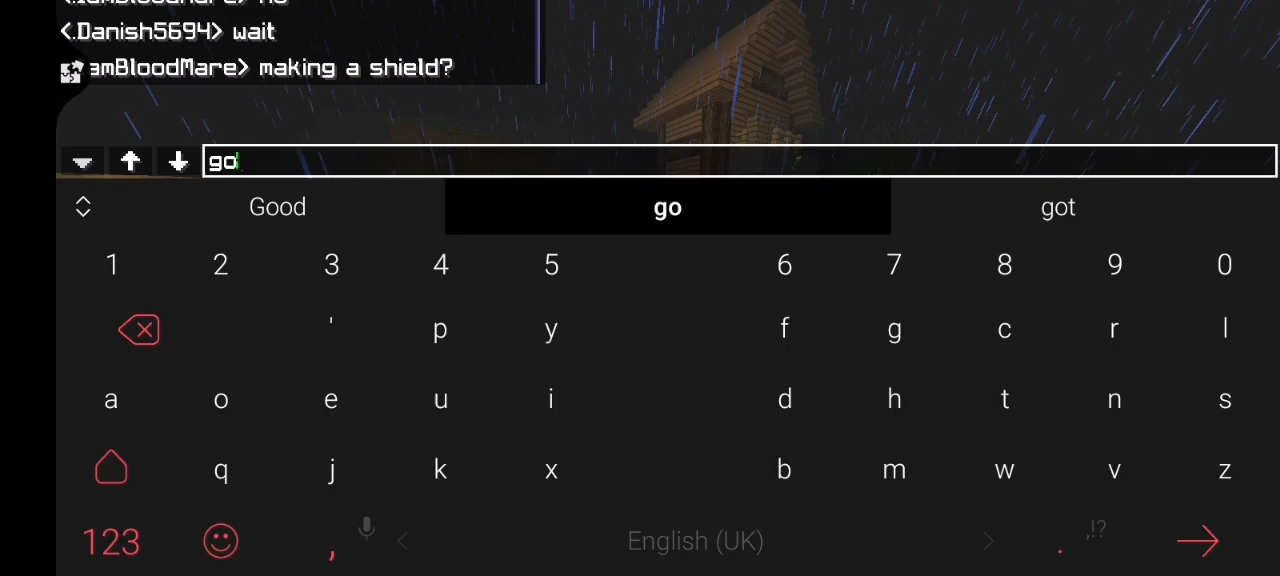 <.Danish5694> wait
amBloodMare> making a shield?
go
Good go got
1 2 3 4 5 6 7 8 9 0
' p y f g c r l
a o e u i d h t n s
q j k x b m w v z
123 , < English (UK) > . ,!?